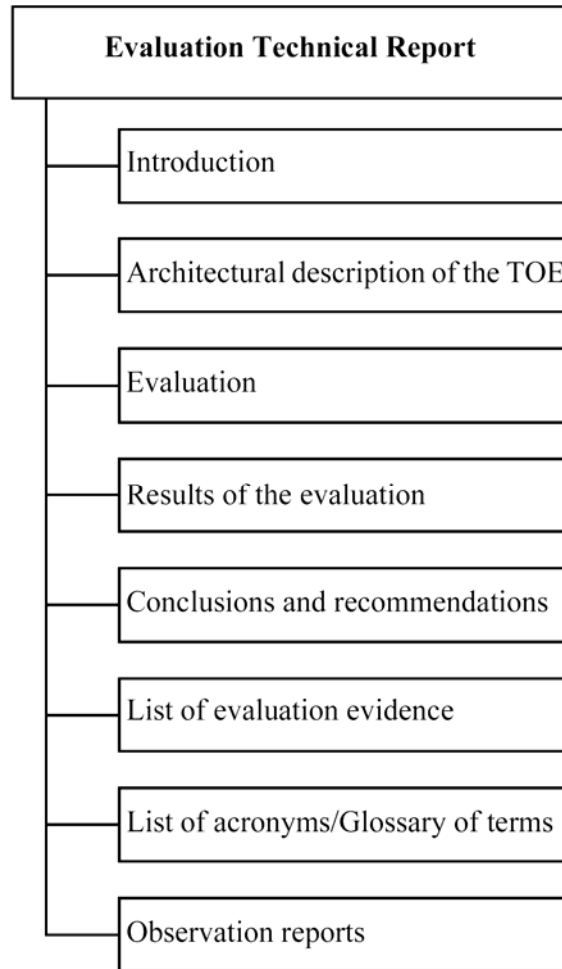 Evaluation Technical Report
Introduction
Architectural description of the TOE
Evaluation
Results of the evaluation
Conclusions and recommendations
List of evaluation evidence
List of acronyms/Glossary of terms
Observation reports